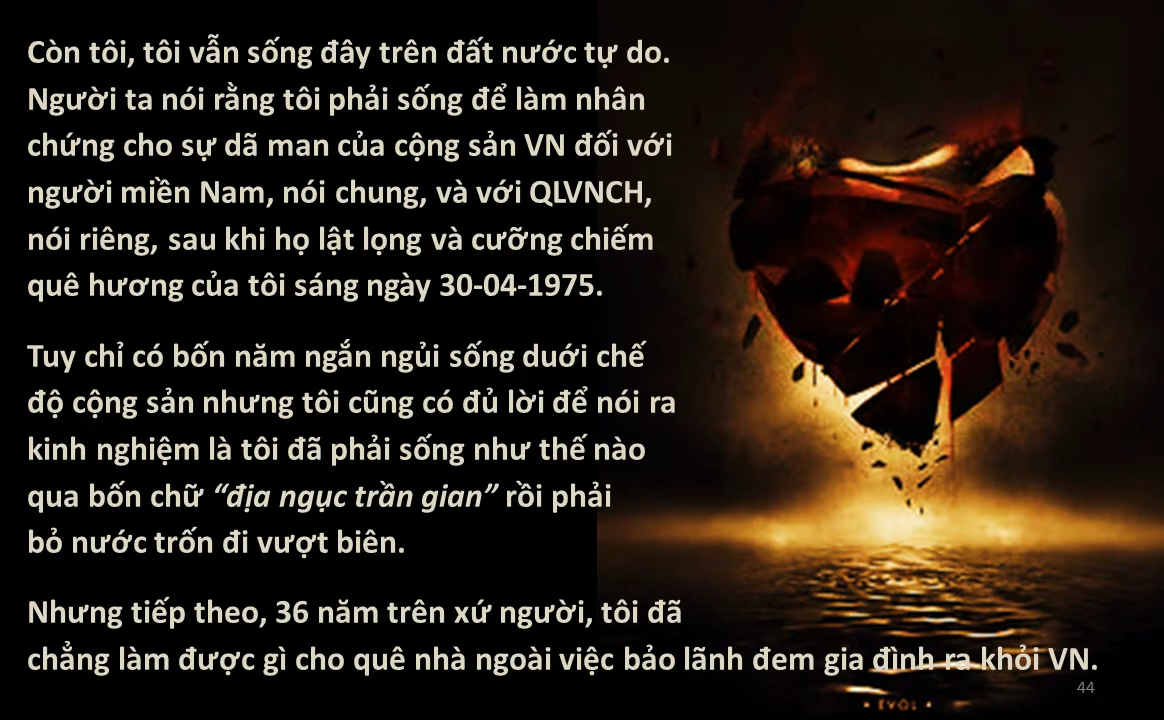 Còn tôi, tôi vẫn sống đây trên đất nước tự do.
Người ta nói rằng tôi phải sống để làm nhân
chứng cho sự dã man của cộng sản VN đối với
người miền Nam, nói chung, và với QLVNCH,
nói riêng, sau khi họ lật lọng và cưỡng chiếm
quê hương của tôi sáng ngày 30-04-1975.
Tuy chỉ có bốn năm ngắn ngủi sống duới chế
độ cộng sản nhưng tôi cũng có đủ lời để nói ra
kinh nghiệm là tôi đã phải sống như thế nào
qua bốn chữ “địa ngục trần gian” rồi phải
bỏ nước trốn đi vượt biên.
Nhưng tiếp theo, 36 năm trên xứ người, tôi đã
chẳng làm được gì cho quê nhà ngoài việc bảo lãnh đem gia đình ra khỏi VN.
44
• EVOL •